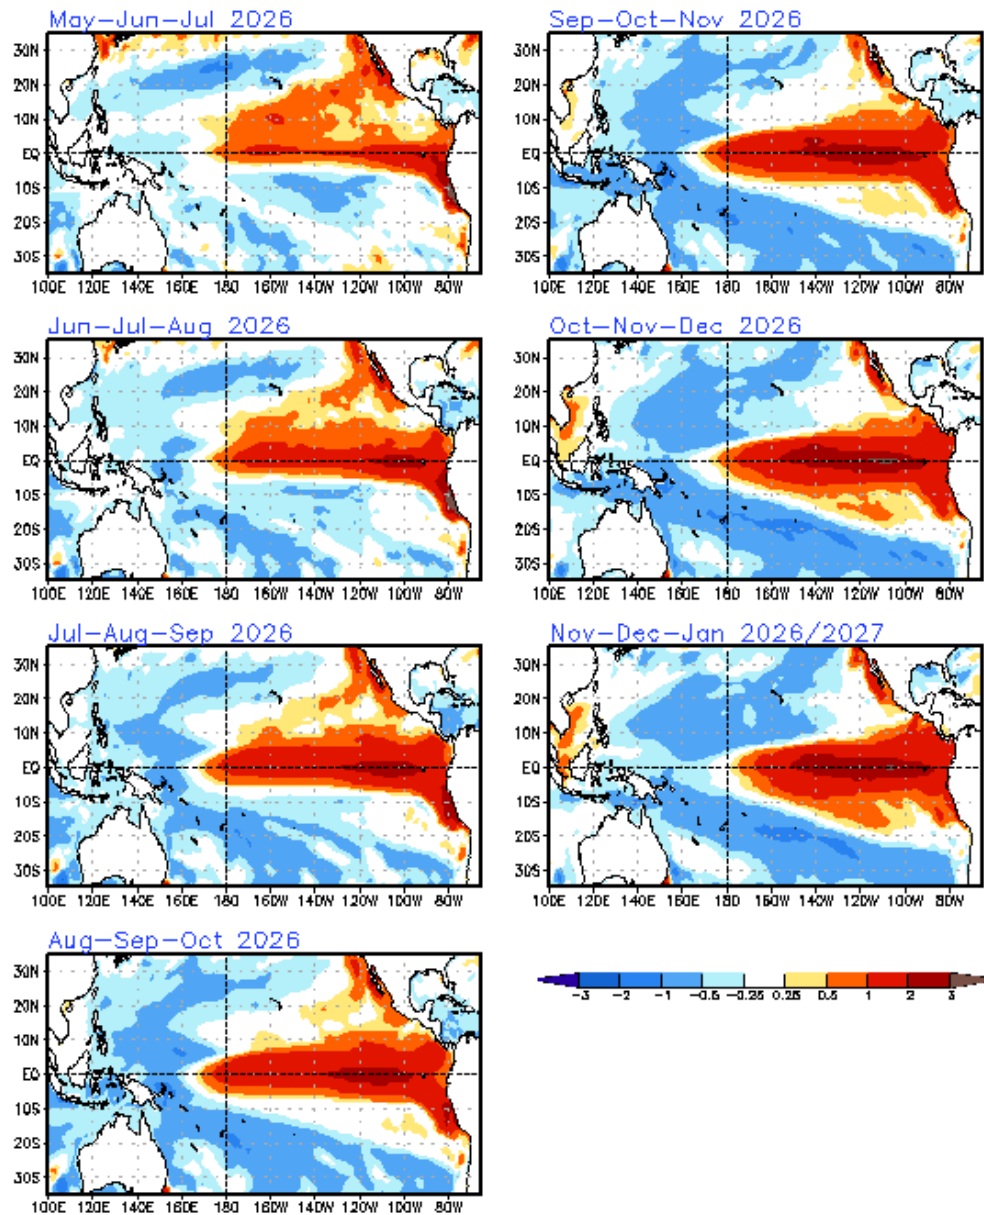 May-Jun-Jul 2026
30N
20N
10N
EQ
10S
20S
30S
100E 120E 140E 160E 180 160W 140W 120W 100W 80W
Jun-Jul-Aug 2026
30N
20N
10N
EQ
10S
20S
30S
100E 120E 140E 160E 180 160W 140W 120W 100W 80W
Jul-Aug-Sep 2026
30N
20N
10N
EQ
10S
20S
30S
100E 120E 140E 160E 180 160W 140W 120W 100W 80W
Aug-Sep-Oct 2026
30N
20N
10N
EQ
10S
20S
30S
100E 120E 140E 160E 180 160W 140W 120W 100W 80W
Sep-Oct-Nov 2026
30N
20N
10N
EQ
10S
20S
30S
100E 120E 140E 160E 180 160W 140W 120W 100W 80W
Oct-Nov-Dec 2026
30N
20N
10N
EQ
10S
20S
30S
100E 120E 140E 160E 180 160W 140W 120W 100W 80W
Nov-Dec-Jan 2026/2027
30N
20N
10N
EQ
10S
20S
30S
100E 120E 140E 160E 180 160W 140W 120W 100W 80W
-3 -2 -1 -0.5 -0.25 0.25 0.5 1 2 3